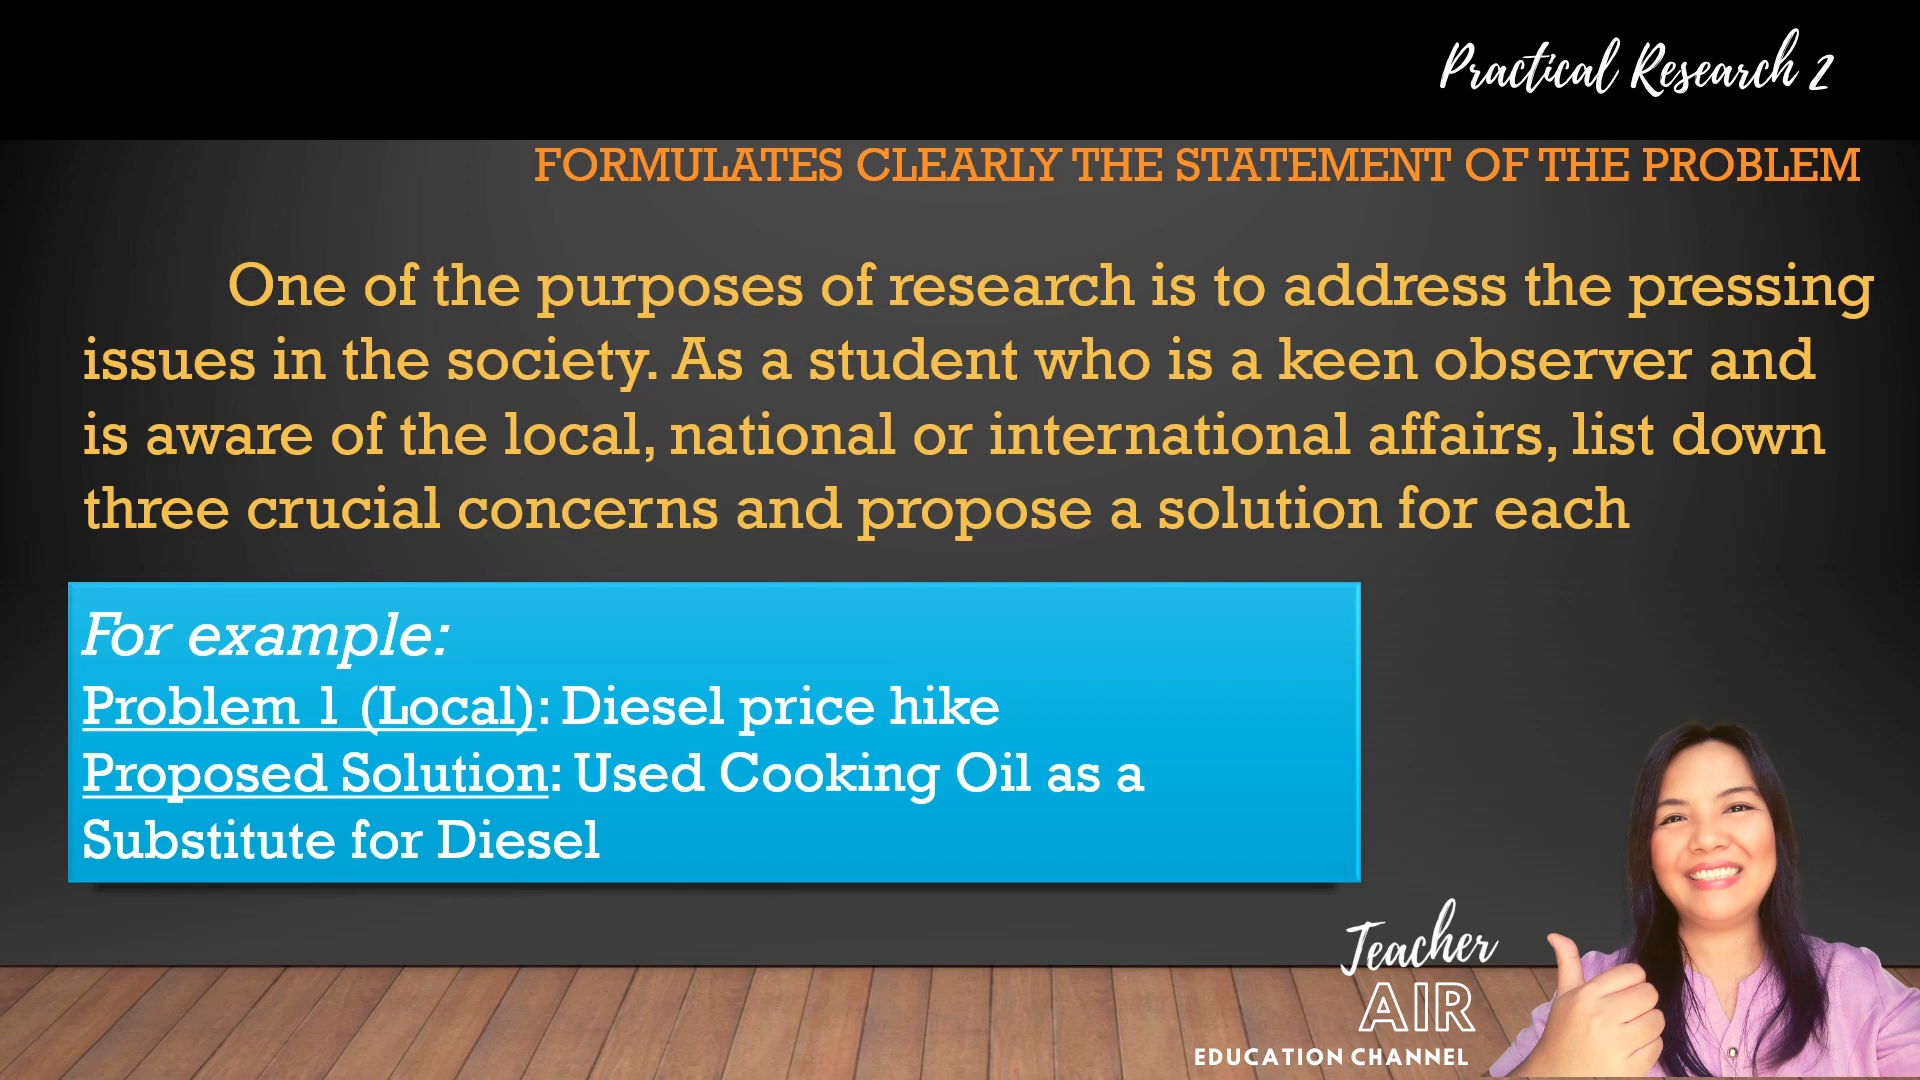 Practical Research 2
FORMULATES CLEARLY THE STATEMENT OF THE PROBLEM
One of the purposes of research is to address the pressing
issues in the society. As a student who is a keen observer and
is aware of the local, national or international affairs, list down
three crucial concerns and propose a solution for each
For example:
Problem 1 (Local): Diesel price hike
Proposed Solution: Used Cooking Oil as a
Substitute for Diesel
Teacher
AIR
EDUCATION CHANNEL